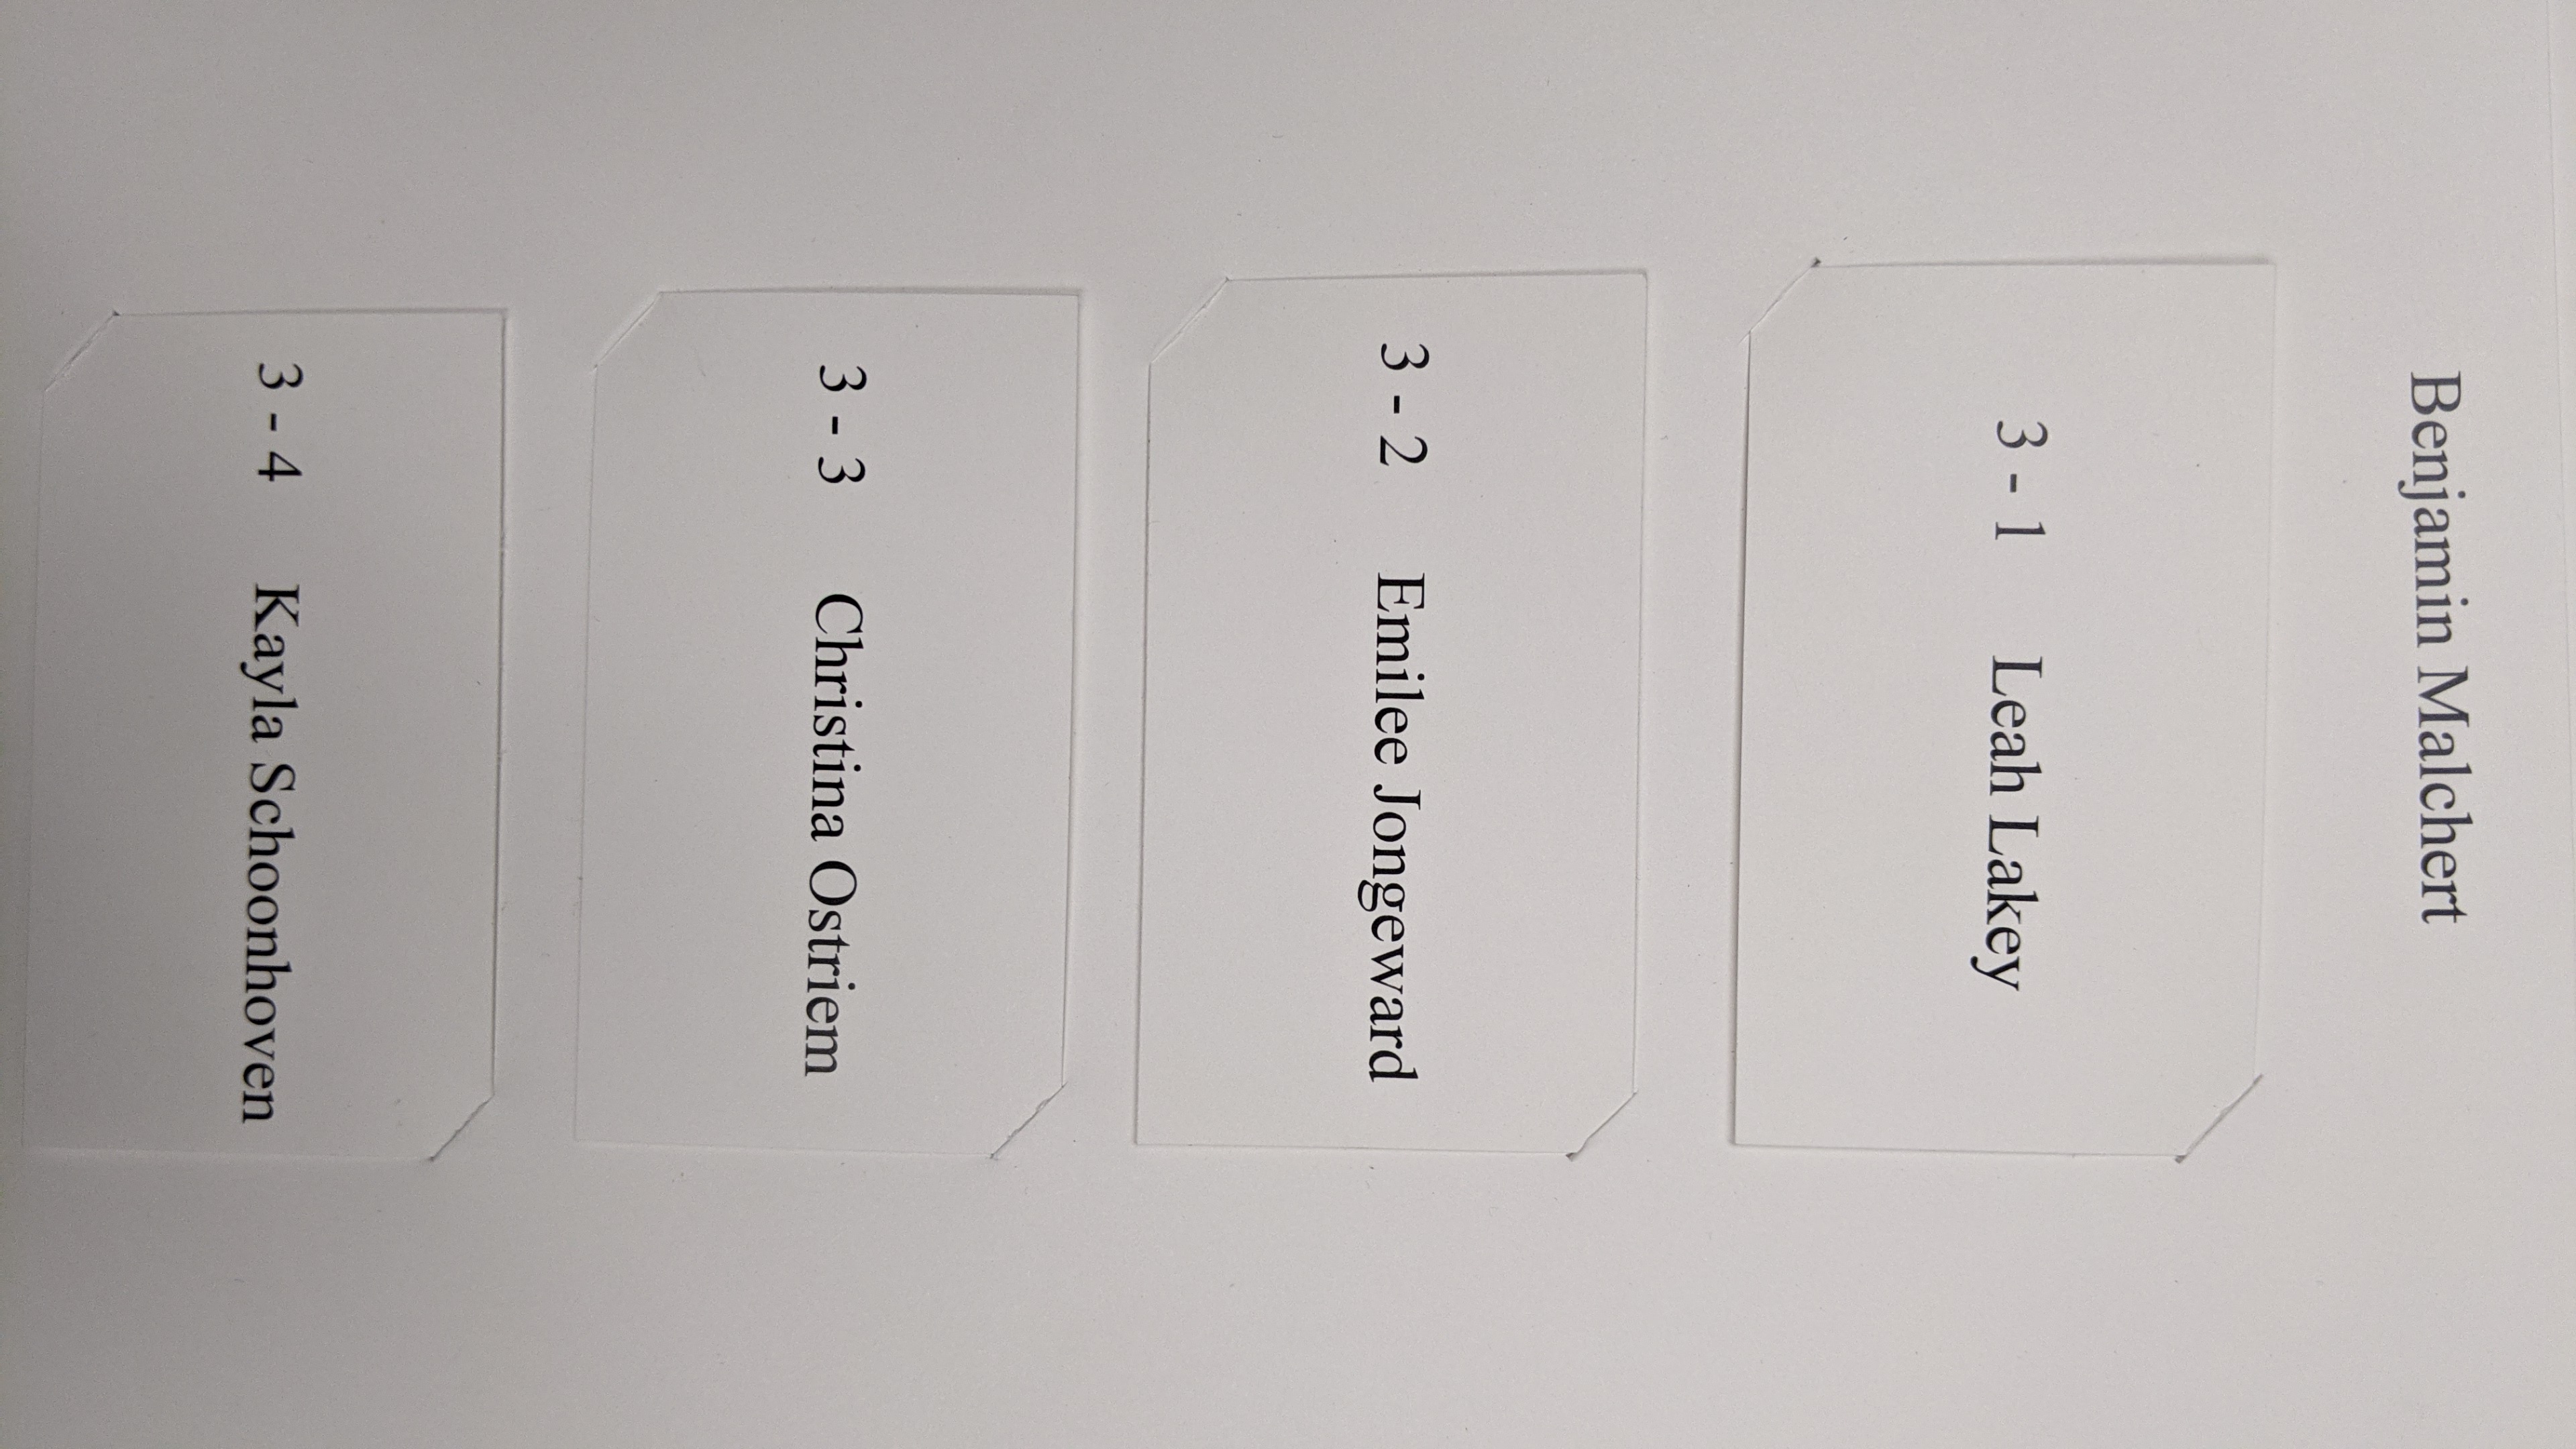 Benjamin Malchert
3 - 1 Leah Lakey
3 - 2 Emilee Jongeward
3 - 3 Christina Ostriem
3 - 4 Kayla Schoonhoven